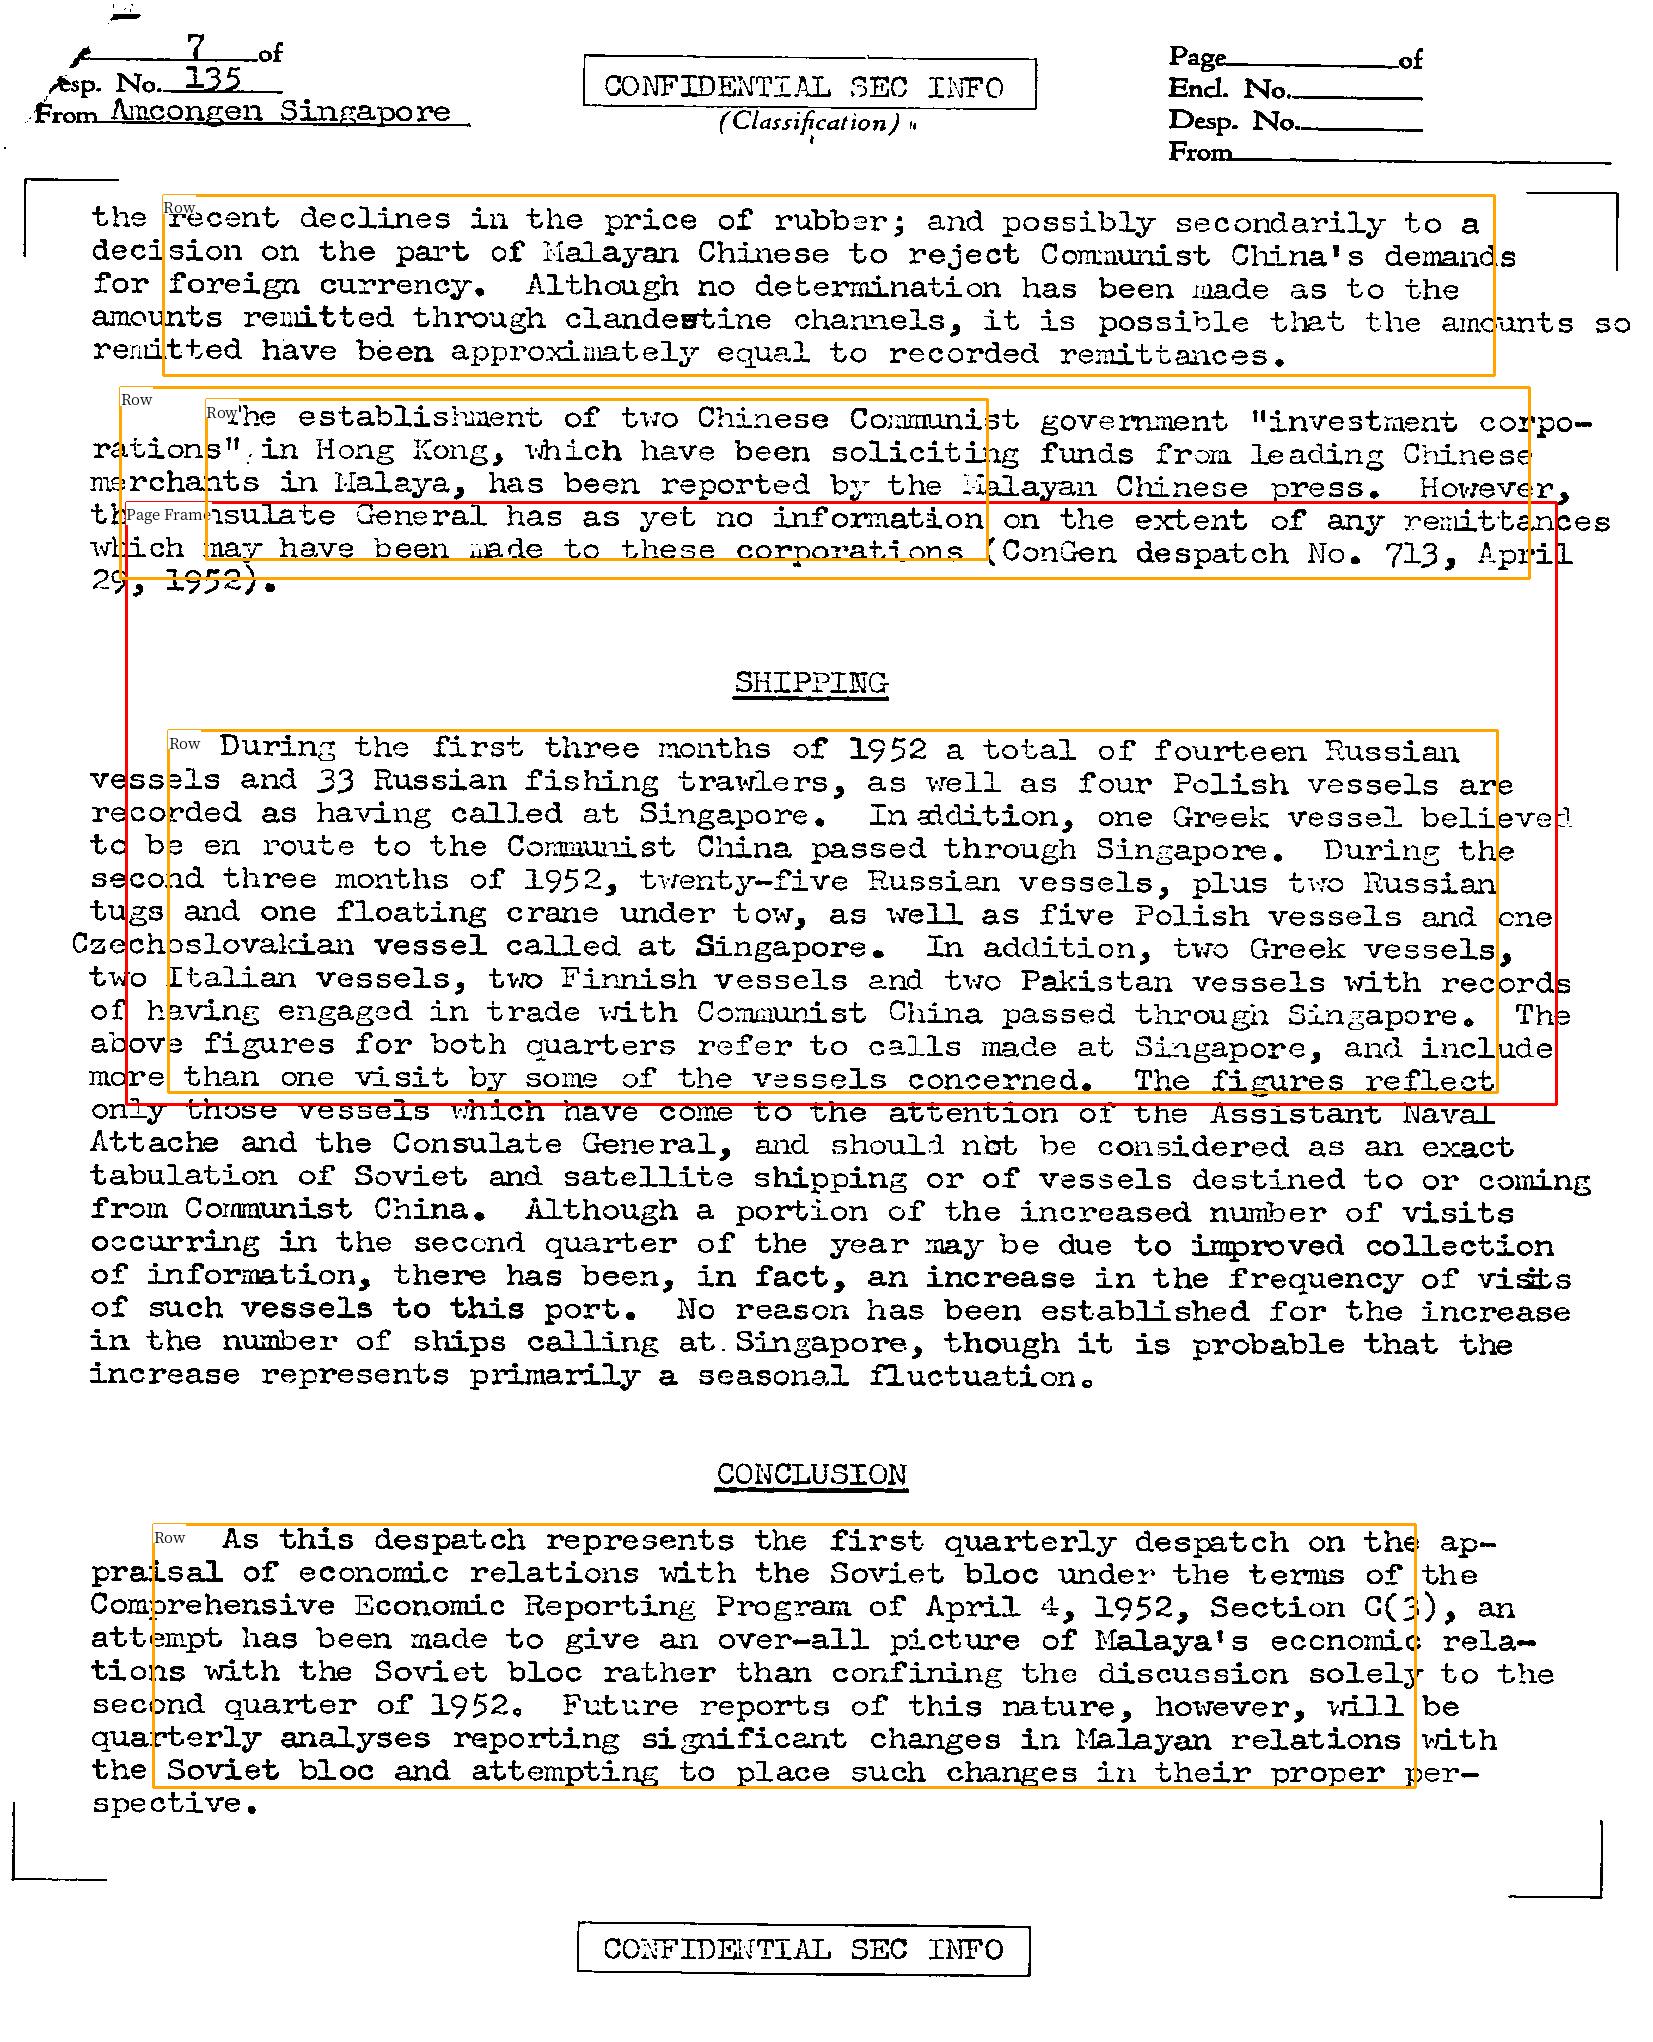 7 of
Desp. No. 135
From Amcongen Singapore
CONFIDENTIAL SEC INFO
(Classification)
Page of
Encl. No.
Desp. No.
From
Row
the recent declines in the price of rubber; and possibly secondarily to a
decision on the part of Malayan Chinese to reject Communist China's demands
for foreign currency. Although no determination has been made as to the
amounts remitted through clandestine channels, it is possible that the amounts so
remitted have been approximately equal to recorded remittances.
Row
Row
The establishment of two Chinese Communist government "investment corpo-
rations" in Hong Kong, which have been soliciting funds from leading Chinese
merchants in Malaya, has been reported by the Malayan Chinese press. However,
Page Frame
General has as yet no information on the extent of any remittances
which may have been made to these corporations (ConGen despatch No. 713, April
29, 1952).
SHIPPING
Row
During the first three months of 1952 a total of fourteen Russian
vessels and 33 Russian fishing trawlers, as well as four Polish vessels are
recorded as having called at Singapore. In addition, one Greek vessel believed
to be en route to the Communist China passed through Singapore. During the
second three months of 1952, twenty-five Russian vessels, plus two Russian
tugs and one floating crane under tow, as well as five Polish vessels and one
Czechoslovakian vessel called at Singapore. In addition, two Greek vessels,
two Italian vessels, two Finnish vessels and two Pakistan vessels with records
of having engaged in trade with Communist China passed through Singapore. The
above figures for both quarters refer to calls made at Singapore, and include
more than one visit by some of the vessels concerned. The figures reflect
only those vessels which have come to the attention of the Assistant Naval
Attache and the Consulate General, and should not be considered as an exact
tabulation of Soviet and satellite shipping or of vessels destined to or coming
from Communist China. Although a portion of the increased number of visits
occurring in the second quarter of the year may be due to improved collection
of information, there has been, in fact, an increase in the frequency of visits
of such vessels to this port. No reason has been established for the increase
in the number of ships calling at Singapore, though it is probable that the
increase represents primarily a seasonal fluctuation.
CONCLUSION
Row
As this despatch represents the first quarterly despatch on the ap-
praisal of economic relations with the Soviet bloc under the terms of the
Comprehensive Economic Reporting Program of April 4, 1952, Section C(3), an
attempt has been made to give an over-all picture of Malaya's economic rela-
tions with the Soviet bloc rather than confining the discussion solely to the
second quarter of 1952. Future reports of this nature, however, will be
quarterly analyses reporting significant changes in Malayan relations with
the Soviet bloc and attempting to place such changes in their proper per-
spective.
CONFIDENTIAL SEC INFO